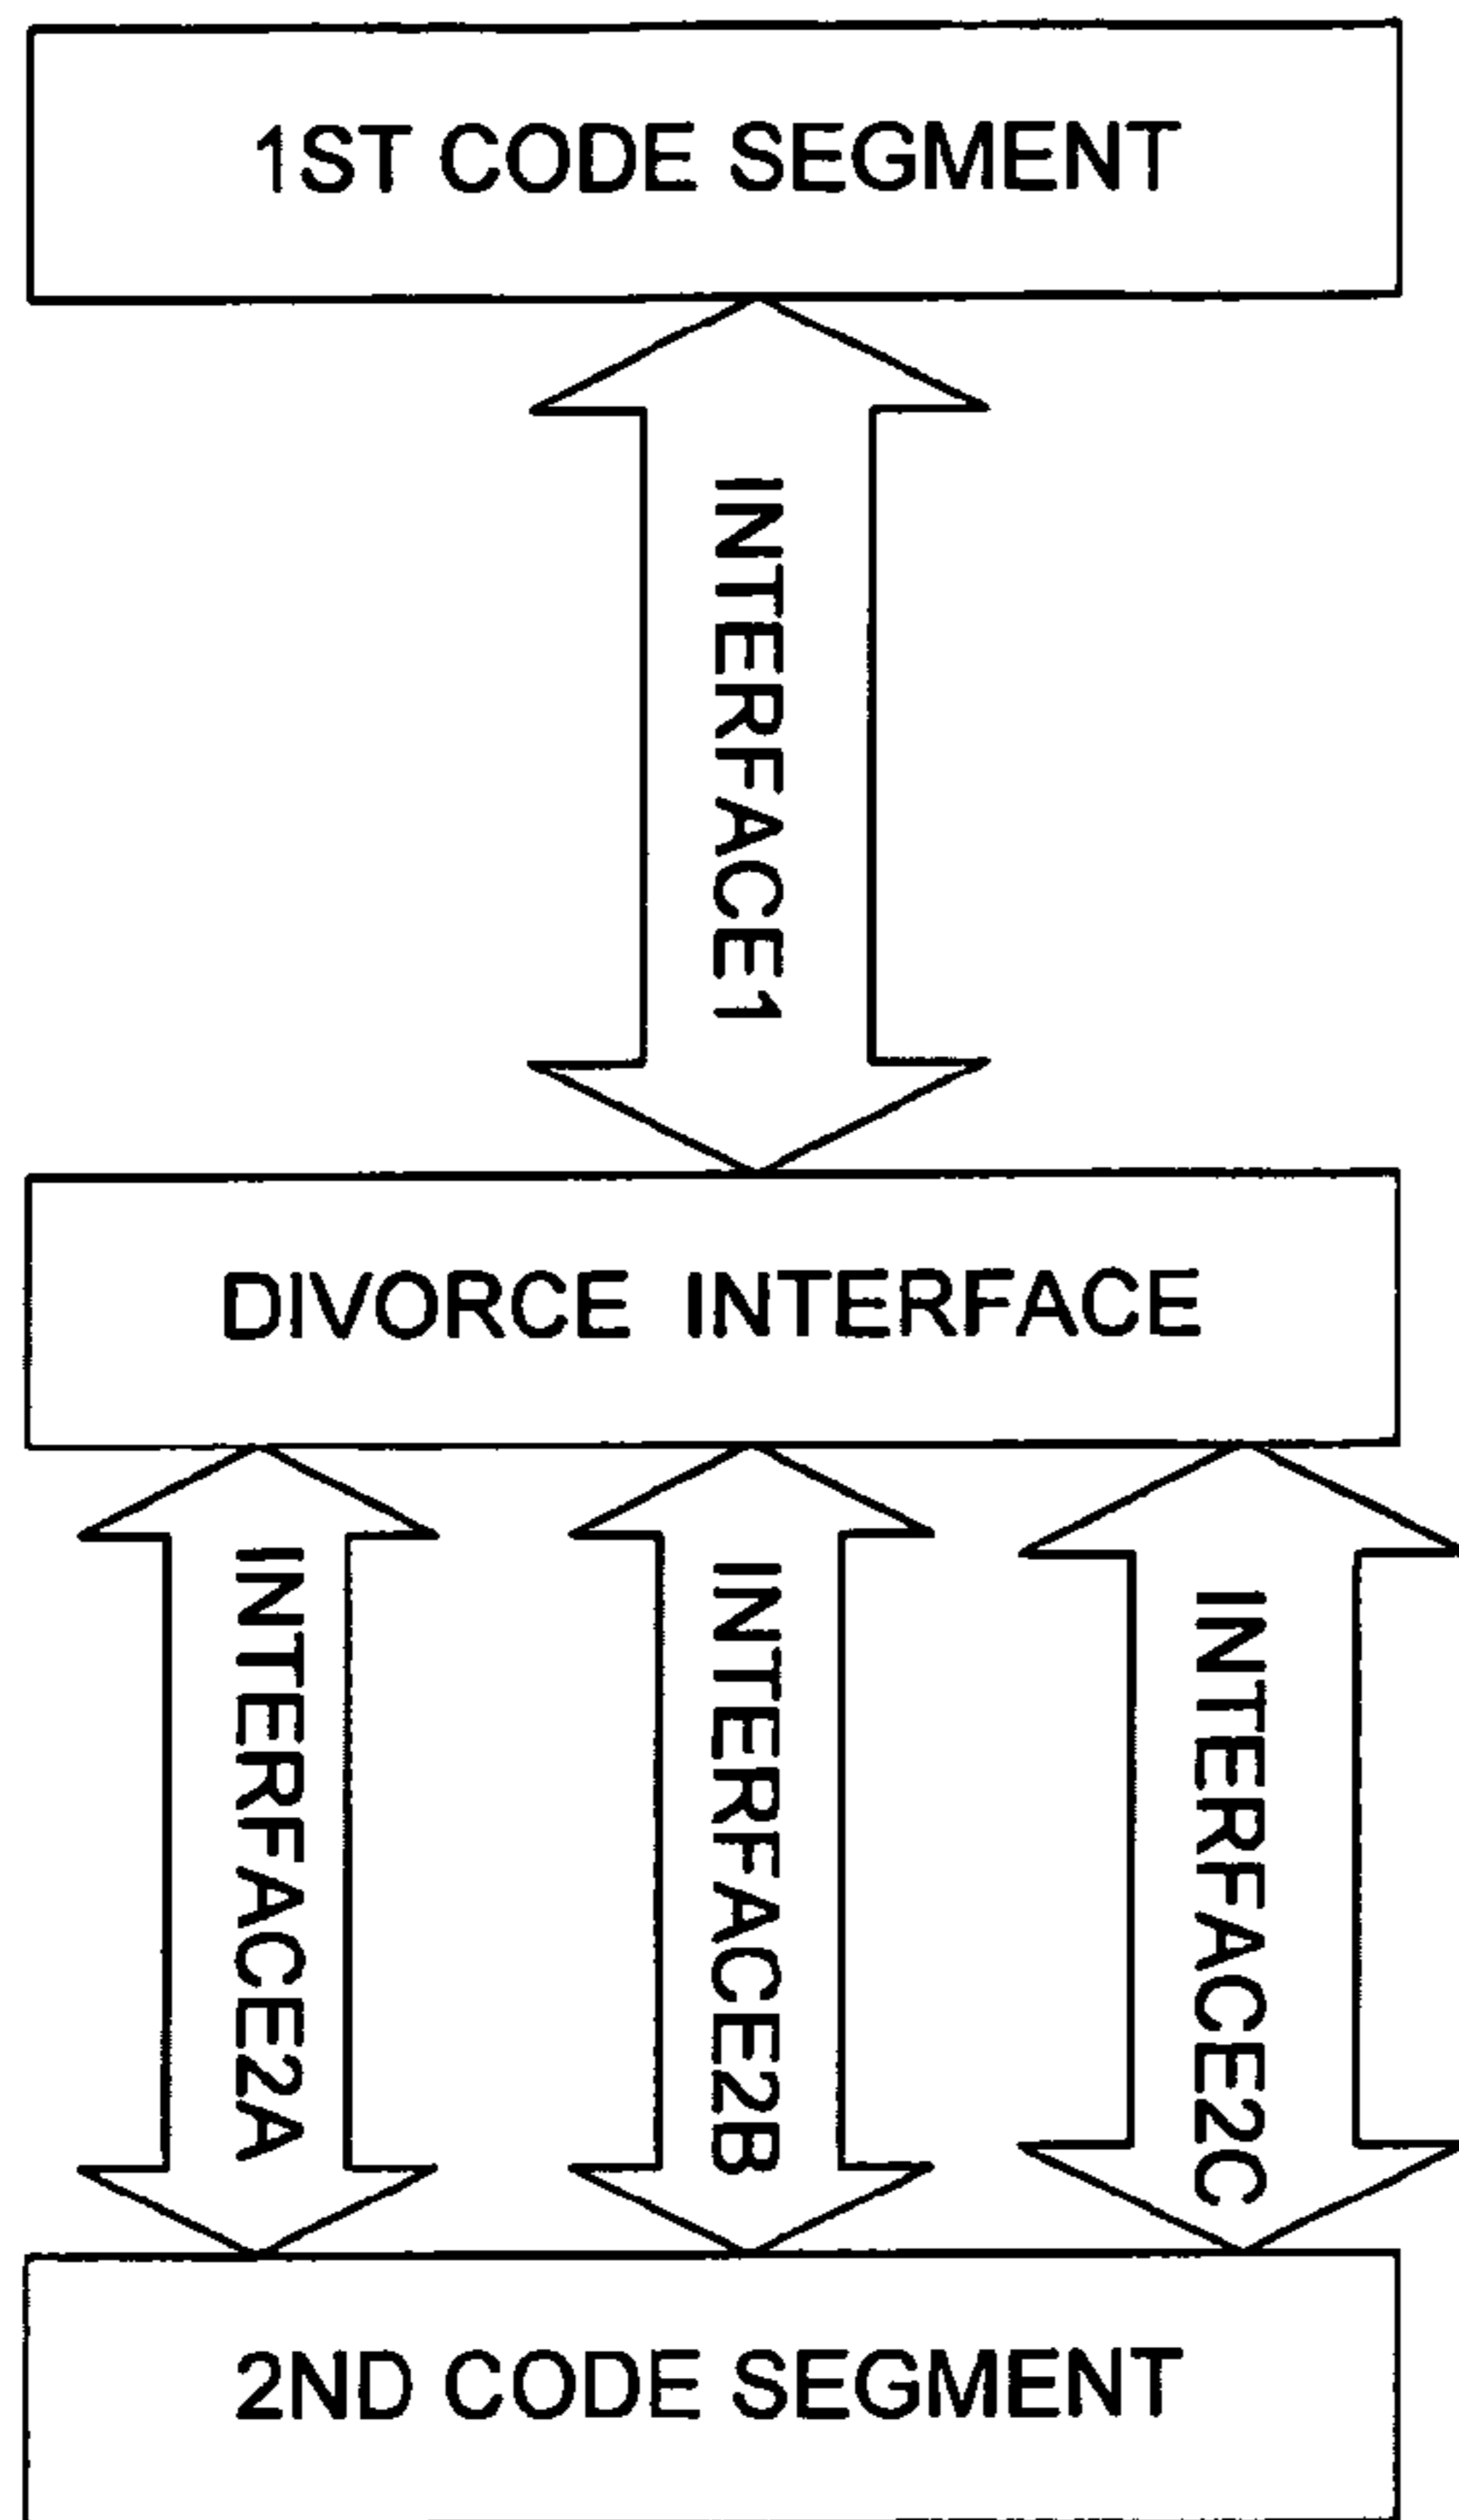 1ST CODE SEGMENT
INTERFACE1
DIVORCE INTERFACE
INTERFACE2A
INTERFACE2B
INTERFACE2C
2ND CODE SEGMENT